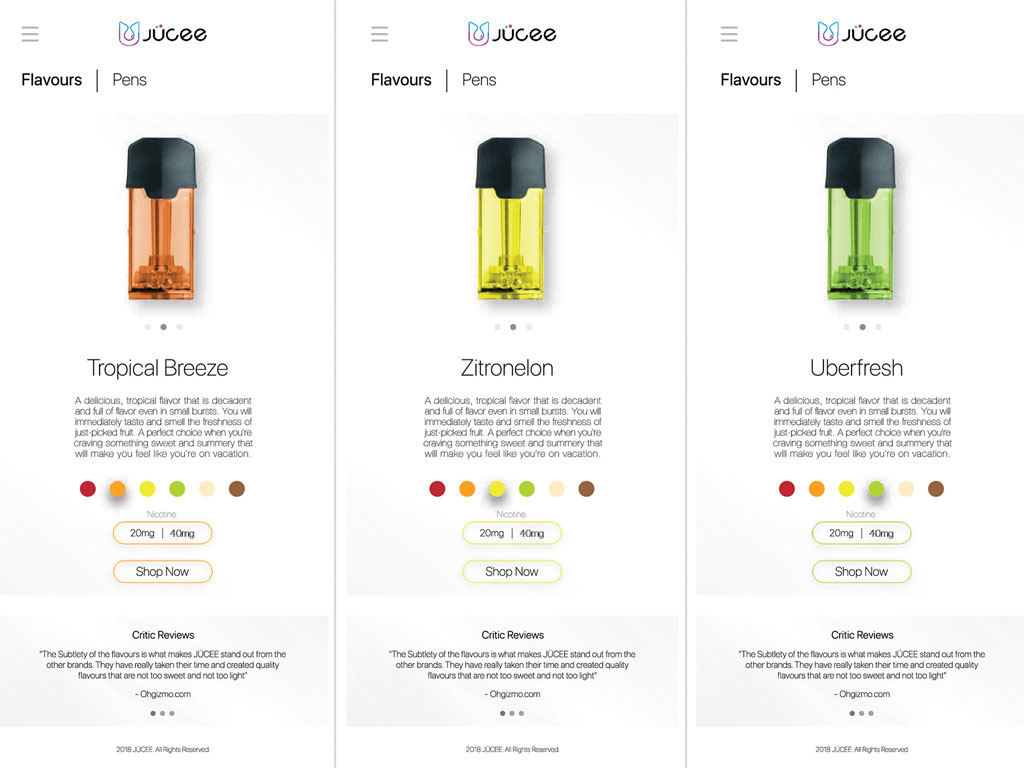 JÜCEE
Flavours | Pens
Tropical Breeze
A delicious, tropical flavor that is decadent
and full of flavor even in small bursts. You will
immediately taste and smell the freshness of
just-picked fruit. A perfect choice when you're
craving something sweet and summery that
will make you feel like you're on vacation.
Nicotine:
20mg | 40mg
Shop Now
Critic Reviews
"The Subtlety of the flavours is what makes JÜCEE stand out from the
other brands. They have really taken their time and created quality
flavours that are not too sweet and not too light"
- Ohgizmo.com
2018 JÜCEE. All Rights Reserved.
JÜCEE
Flavours | Pens
Zitronelon
A delicious, tropical flavor that is decadent
and full of flavor even in small bursts. You will
immediately taste and smell the freshness of
just-picked fruit. A perfect choice when you're
craving something sweet and summery that
will make you feel like you're on vacation.
Nicotine:
20mg | 40mg
Shop Now
Critic Reviews
"The Subtlety of the flavours is what makes JÜCEE stand out from the
other brands. They have really taken their time and created quality
flavours that are not too sweet and not too light"
- Ohgizmo.com
2018 JÜCEE. All Rights Reserved.
JÜCEE
Flavours | Pens
Uberfresh
A delicious, tropical flavor that is decadent
and full of flavor even in small bursts. You will
immediately taste and smell the freshness of
just-picked fruit. A perfect choice when you're
craving something sweet and summery that
will make you feel like you're on vacation.
Nicotine:
20mg | 40mg
Shop Now
Critic Reviews
"The Subtlety of the flavours is what makes JÜCEE stand out from the
other brands. They have really taken their time and created quality
flavours that are not too sweet and not too light"
- Ohgizmo.com
2018 JÜCEE. All Rights Reserved.